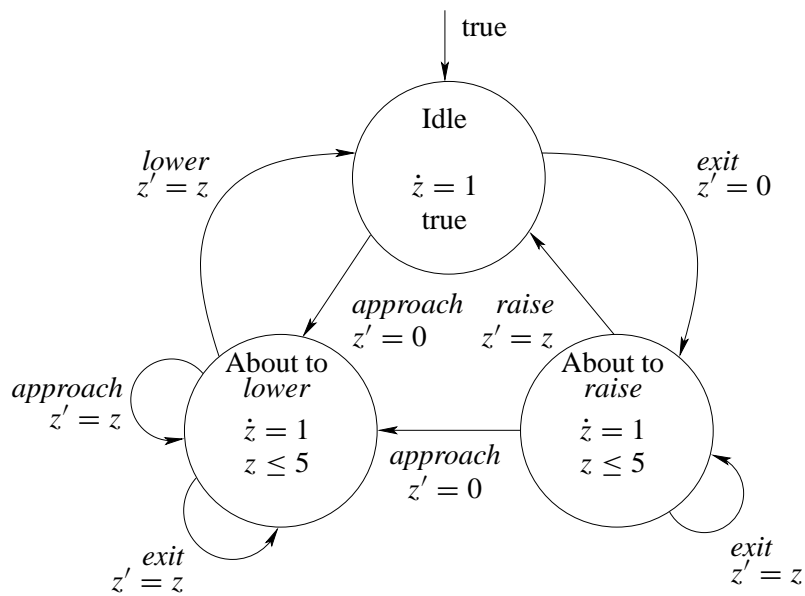 true
Idle
ż = 1
true
lower
z′ = z
exit
z′ = 0
approach
z′ = 0
raise
z′ = z
About to
lower
ż = 1
z ≤ 5
About to
raise
ż = 1
z ≤ 5
approach
z′ = z
approach
z′ = 0
exit
z′ = z
exit
z′ = z